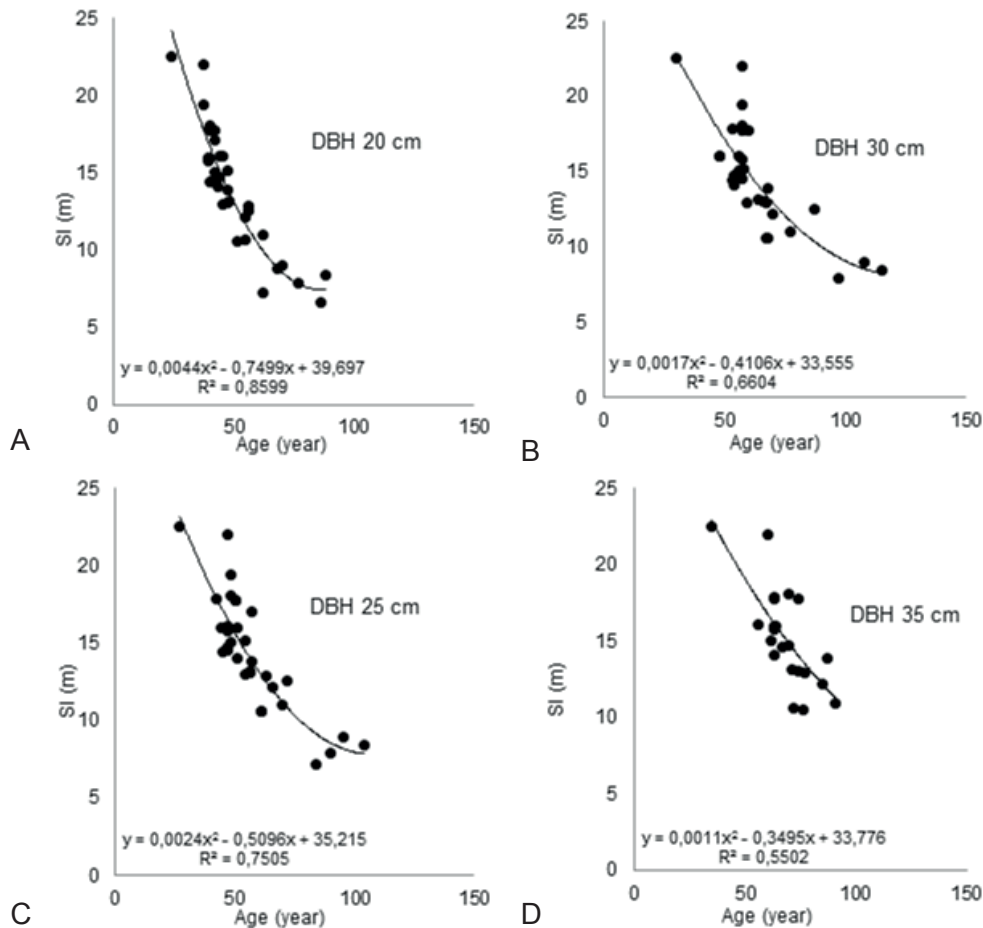 25
20
15
10
5
0
SI (m)
DBH 20 cm
y = 0,0044x² - 0,7499x + 39,697
R² = 0,8599
0 50 100 150
Age (year)
A
25
20
15
10
5
0
SI (m)
DBH 30 cm
y = 0,0017x² - 0,4106x + 33,555
R² = 0,6604
0 50 100 150
Age (year)
B
25
20
15
10
5
0
SI (m)
DBH 25 cm
y = 0,0024x² - 0,5096x + 35,215
R² = 0,7505
0 50 100 150
Age (year)
C
25
20
15
10
5
0
SI (m)
DBH 35 cm
y = 0,0011x² - 0,3495x + 33,776
R² = 0,5502
0 50 100 150
Age (year)
D